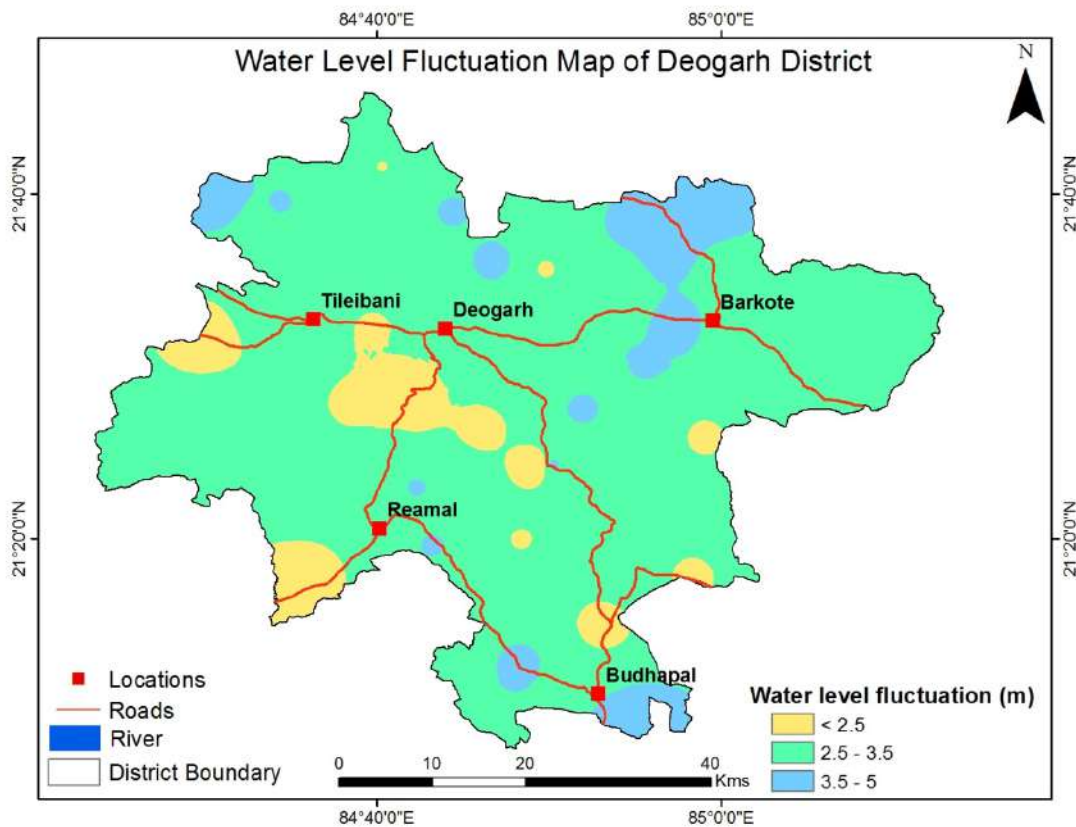 84°40'0"E 85°0'0"E
Water Level Fluctuation Map of Deogarh District
N
21°40'0"N 21°40'0"N
Tileibani
Deogarh
Barkote
Reamal
21°20'0"N 21°20'0"N
Budhapal
Locations
Roads
River
District Boundary
0 10 20 40
Kms
Water level fluctuation (m)
< 2.5
2.5 - 3.5
3.5 - 5
84°40'0"E 85°0'0"E